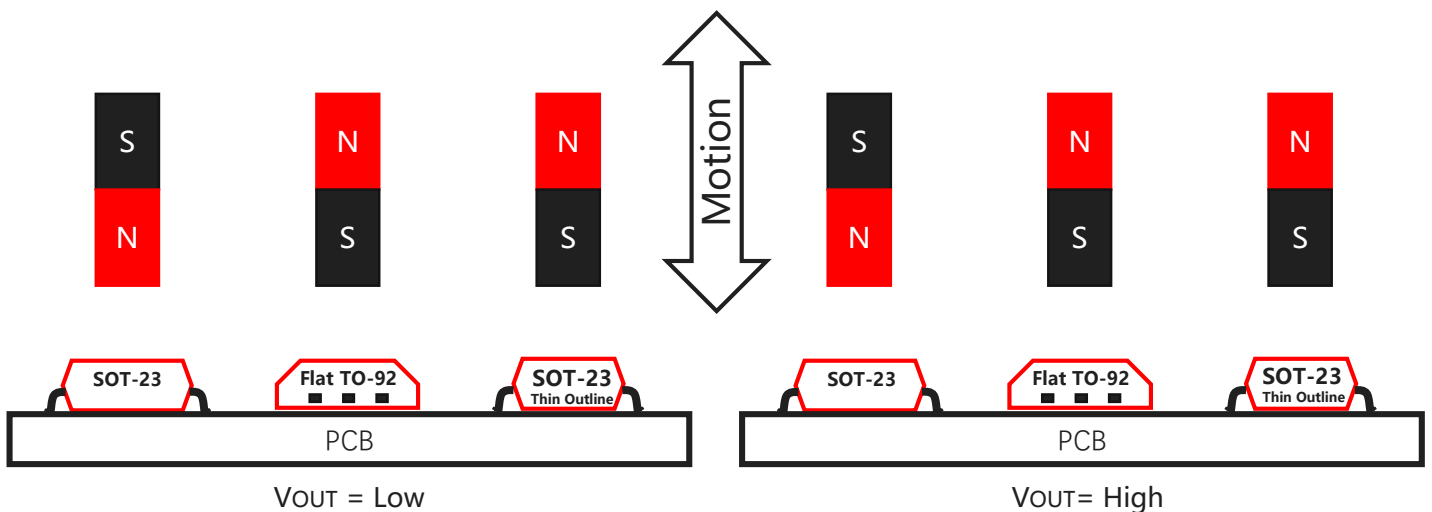 S N N Motion S N N
N S S N S S
SOT-23 Flat TO-92 SOT-23 Thin Outline SOT-23 Flat TO-92 SOT-23 Thin Outline
PCB PCB
VOUT = Low VOUT= High